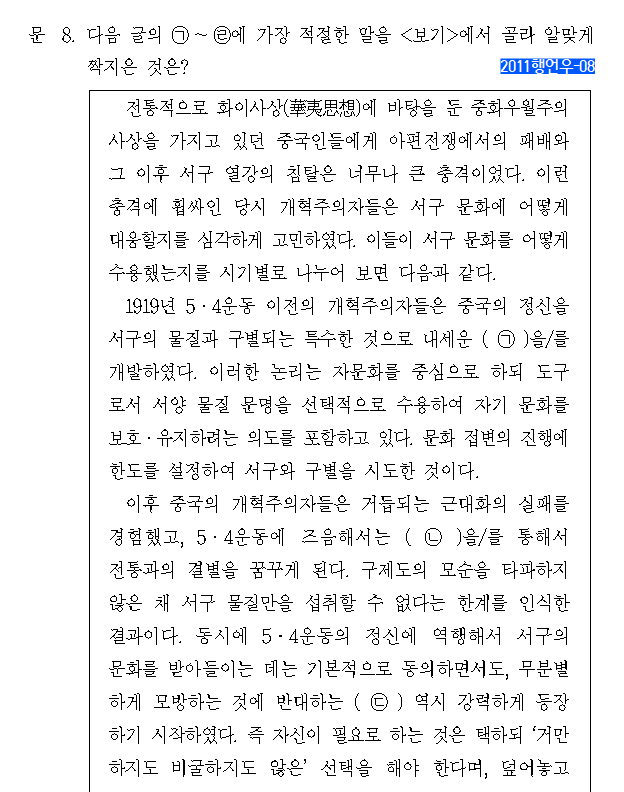 문 8. 다음 글의 ㉠~㉣에 가장 적절한 말을 <보기>에서 골라 알맞게
짝지은 것은?
2011행언우-08
전통적으로 화이사상(華夷思想)에 바탕을 둔 중화우월주의
사상을 가지고 있던 중국인들에게 아편전쟁에서의 패배와
그 이후 서구 열강의 침탈은 너무나 큰 충격이었다. 이런
충격에 휩싸인 당시 개혁주의자들은 서구 문화에 어떻게
대응할지를 심각하게 고민하였다. 이들이 서구 문화를 어떻게
수용했는지를 시기별로 나누어 보면 다음과 같다.
1919년 5·4운동 이전의 개혁주의자들은 중국의 정신을
서구의 물질과 구별되는 특수한 것으로 내세운 ( ㉠ )을/를
개발하였다. 이러한 논리는 자문화를 중심으로 하되 도구
로서 서양 물질 문명을 선택적으로 수용하여 자기 문화를
보호·유지하려는 의도를 포함하고 있다. 문화 접변의 진행에
한도를 설정하여 서구와 구별을 시도한 것이다.
이후 중국의 개혁주의자들은 거듭되는 근대화의 실패를
경험했고, 5·4운동에 즈음해서는 ( ㉡ )을/를 통해서
전통과의 결별을 꿈꾸게 된다. 구제도의 모순을 타파하지
않은 채 서구 물질만을 섭취할 수 없다는 한계를 인식한
결과이다. 동시에 5·4운동의 정신에 역행해서 서구의
문화를 받아들이는 데는 기본적으로 동의하면서도, 무분별
하게 모방하는 것에 반대하는 ( ㉢ ) 역시 강력하게 등장
하기 시작하였다. 즉 자신이 필요로 하는 것은 택하되 ‘거만
하지도 비굴하지도 않은’ 선택을 해야 한다며, 덮어놓고